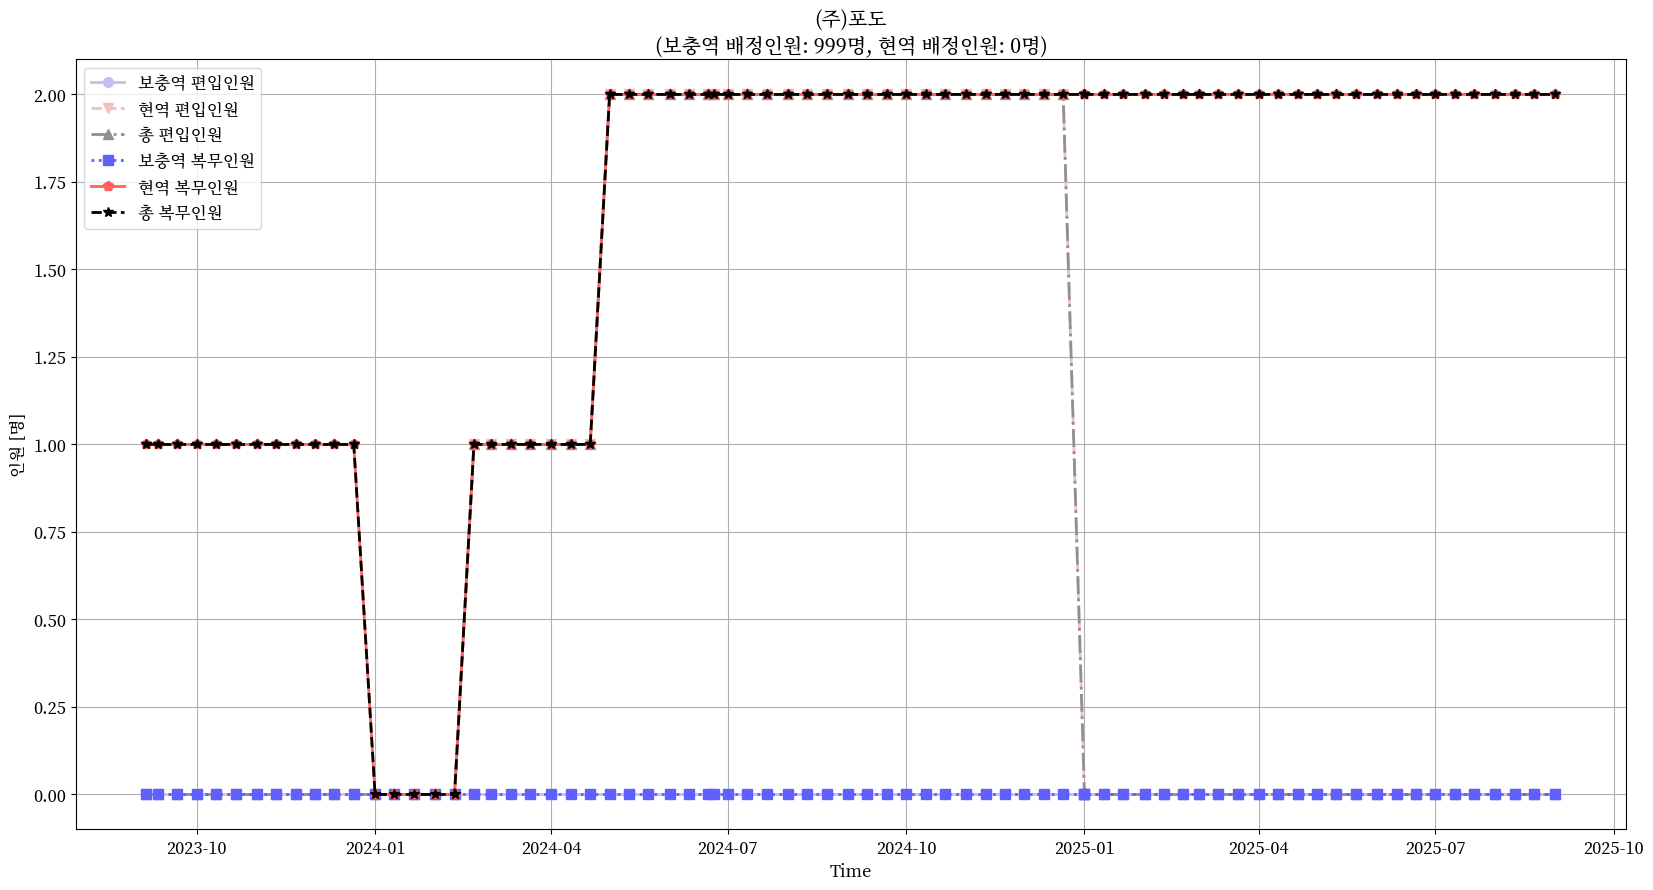 (주)포도
(보충역 배정인원: 999명, 현역 배정인원: 0명)
보충역 편입인원
현역 편입인원
총 편입인원
보충역 복무인원
현역 복무인원
총 복무인원
인원 [명]
2.00
1.75
1.50
1.25
1.00
0.75
0.50
0.25
0.00
2023-10 2024-01 2024-04 2024-07 2024-10 2025-01 2025-04 2025-07 2025-10
Time